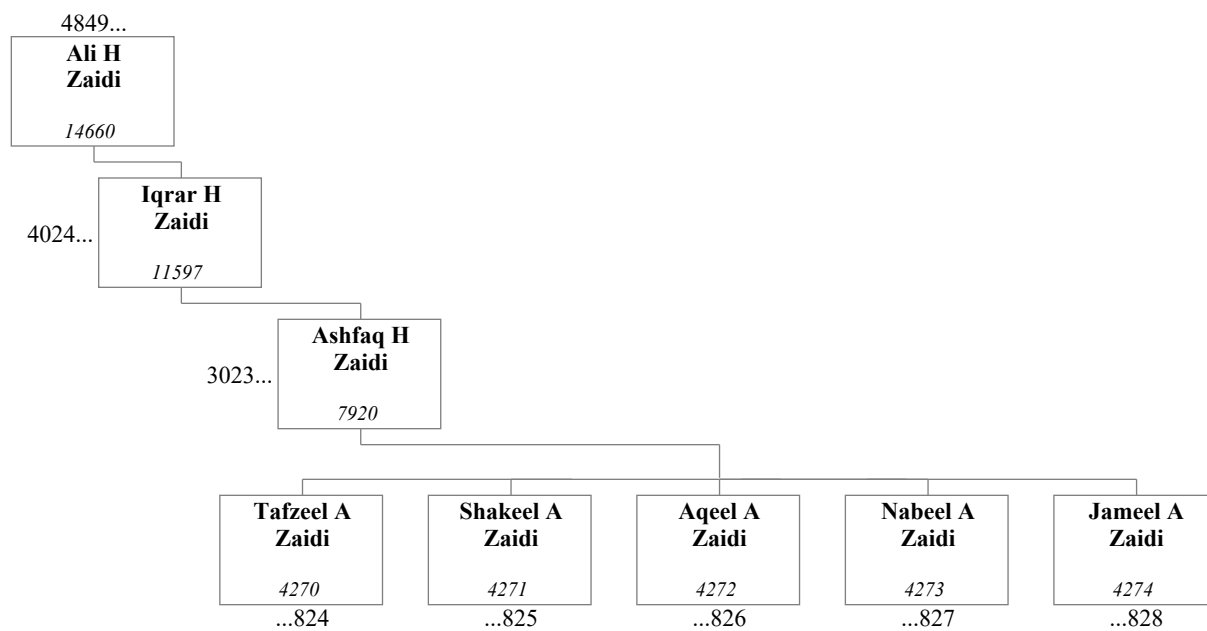 4849...
Ali H
Zaidi
14660
Iqrar H
Zaidi
4024...
11597
Ashfaq H
Zaidi
3023...
7920
Tafzeel A
Zaidi
4270
...824
Shakeel A
Zaidi
4271
...825
Aqeel A
Zaidi
4272
...826
Nabeel A
Zaidi
4273
...827
Jameel A
Zaidi
4274
...828